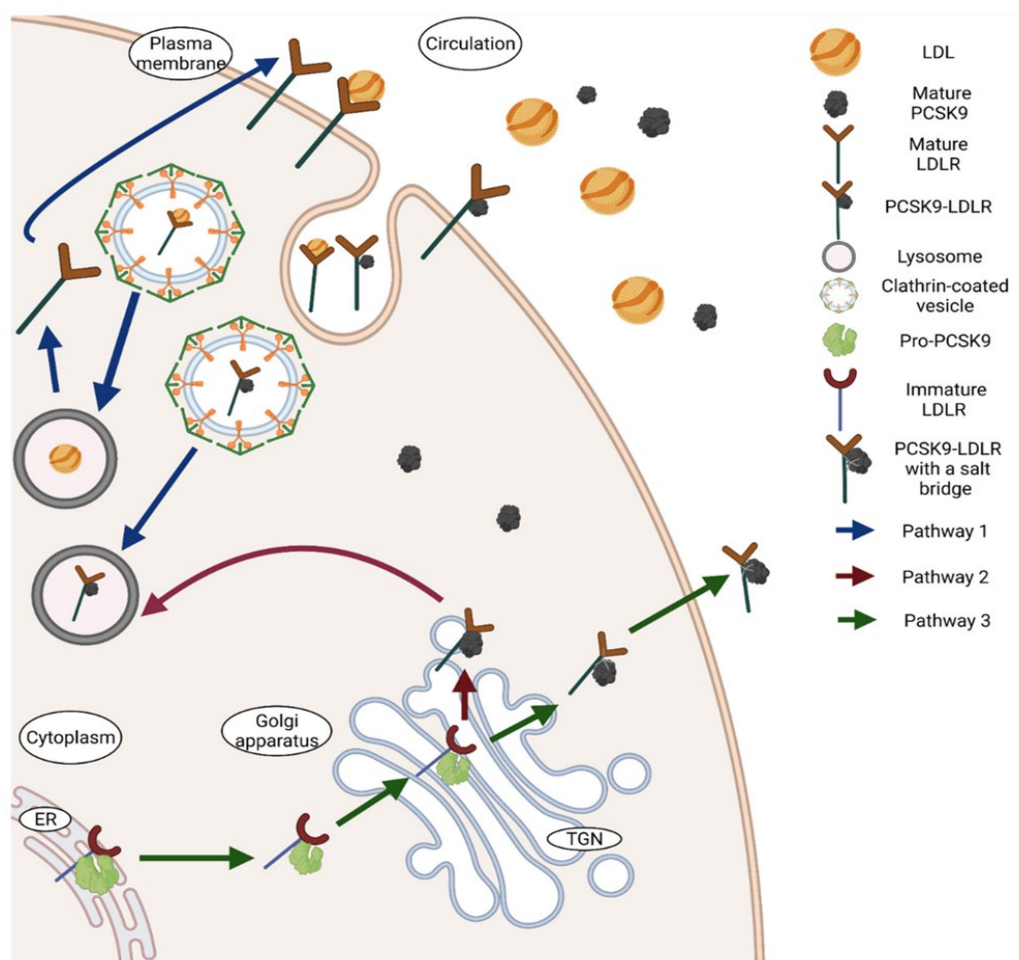 Plasma
membrane
Circulation
LDL
Mature
PCSK9
Mature
LDLR
PCSK9-LDLR
Lysosome
Clathrin-coated
vesicle
Pro-PCSK9
Immature
LDLR
PCSK9-LDLR
with a salt
bridge
Pathway 1
Pathway 2
Pathway 3
Cytoplasm
Golgi
apparatus
ER
TGN